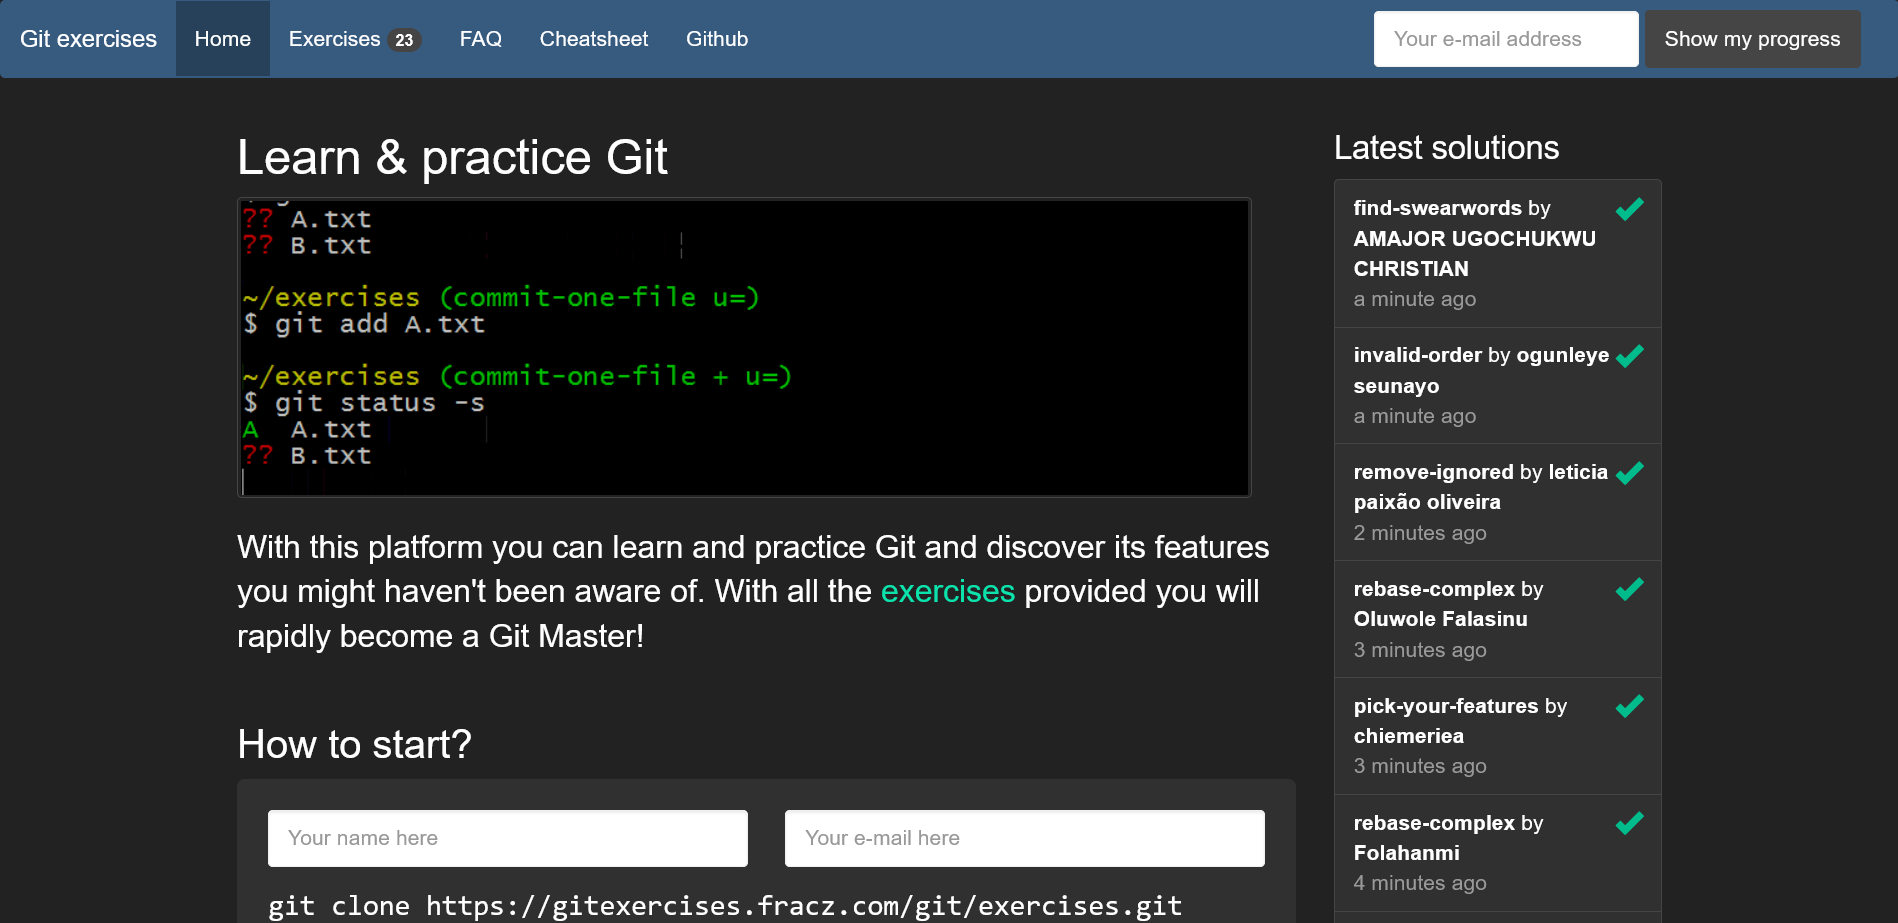 Git exercises
Home
Exercises 23
FAQ
Cheatsheet
Github
Your e-mail address
Show my progress
Learn & practice Git
?? A.txt
?? B.txt
~/exercises (commit-one-file u=)
$ git add A.txt
~/exercises (commit-one-file + u=)
$ git status -s
A A.txt
?? B.txt
With this platform you can learn and practice Git and discover its features
you might haven't been aware of. With all the exercises provided you will
rapidly become a Git Master!
How to start?
Your name here
Your e-mail here
git clone https://gitexercises.fracz.com/git/exercises.git
Latest solutions
find-swearwords by
AMAJOR UGOCHUKWU
CHRISTIAN
a minute ago
invalid-order by ogunleye
seunayo
a minute ago
remove-ignored by leticia
paixão oliveira
2 minutes ago
rebase-complex by
Oluwole Falasinu
3 minutes ago
pick-your-features by
chiemeriea
3 minutes ago
rebase-complex by
Folahanmi
4 minutes ago